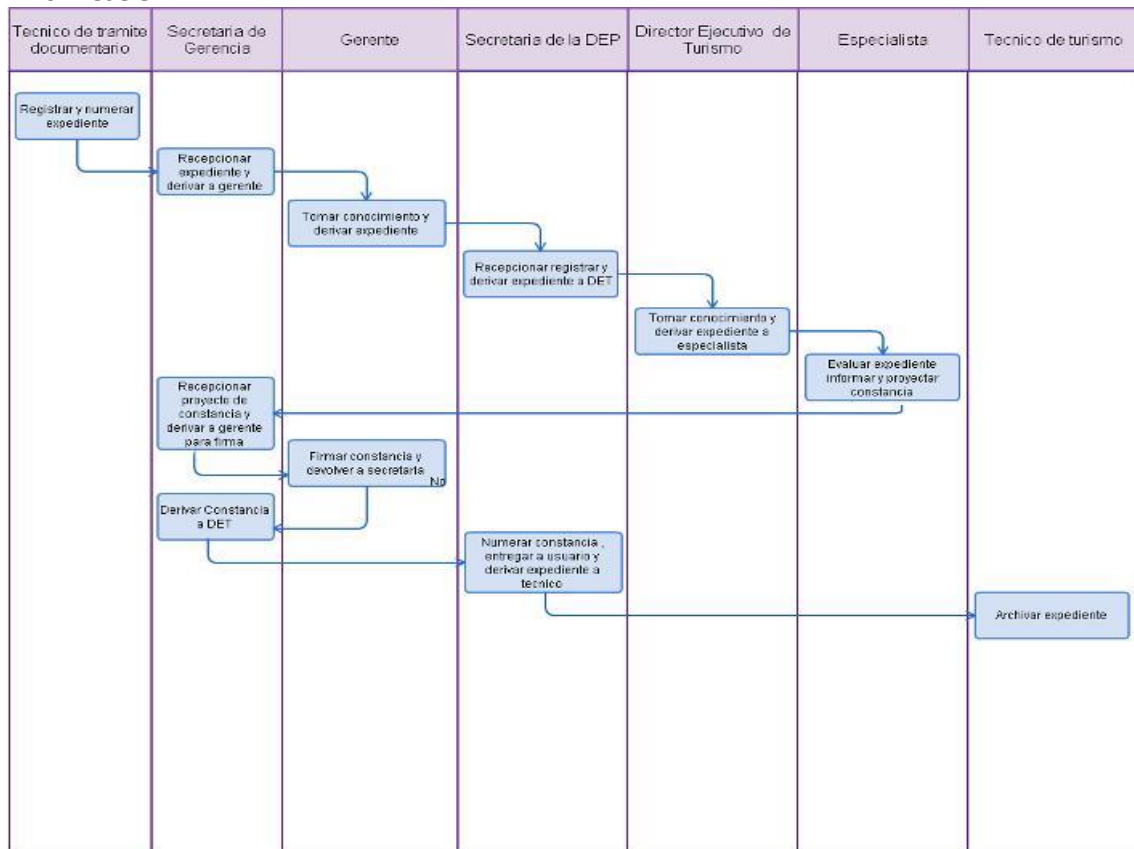 Tecnico de tramite
documentario
Secretaria de
Gerencia
Gerente
Secretaria de la DEP
Director Ejecutivo de
Turismo
Especialista
Tecnico de turismo
Registrar y numerar
expediente
Recepcionar
expediente y
derivar a gerente
Tomar conocimiento y
derivar expediente
Recepcionar registrar y
derivar expediente a DET
Tomar conocimiento y
derivar expediente a
especialista
Evaluar expediente
informar y proyectar
constancia
Recepcionar
proyecto de
constancia y
derivar a gerente
para firma
Firmar constancia y
devolver a secretaria
No
Derivar Constancia
a DET
Numerar constancia ,
entregar a usuario y
derivar expediente a
tecnico
Archivar expediente